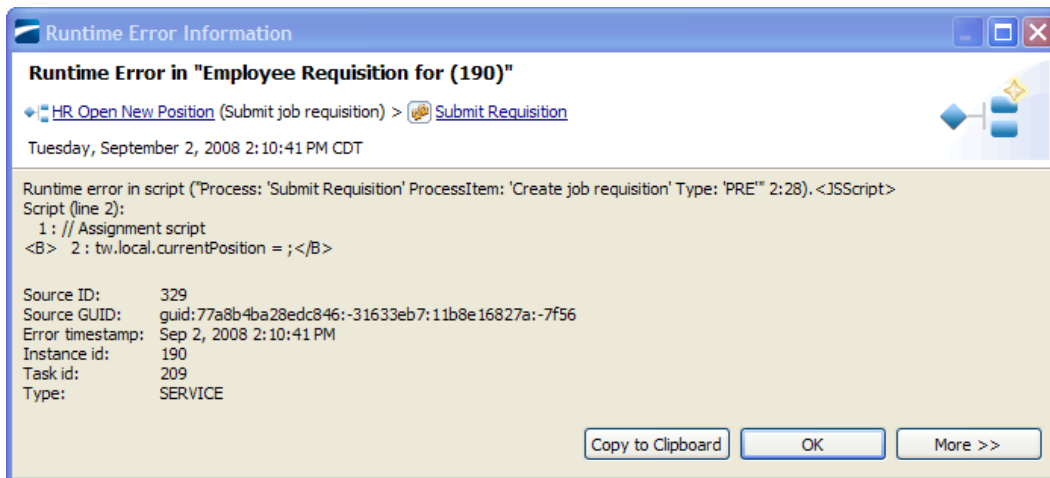 Runtime Error Information
Runtime Error in "Employee Requisition for (190)"
HR Open New Position (Submit job requisition) > Submit Requisition
Tuesday, September 2, 2008 2:10:41 PM CDT
Runtime error in script ("Process: 'Submit Requisition' ProcessItem: 'Create job requisition' Type: 'PRE'" 2:28).<JSScript>
Script (line 2):
1 : // Assignment script
<B>   2 : tw.local.currentPosition = ;</B>
Source ID: 329
Source GUID: guid:77a8b4ba28edc846:-31633eb7:11b8e16827a:-7f56
Error timestamp: Sep 2, 2008 2:10:41 PM
Instance id: 190
Task id: 209
Type: SERVICE
Copy to Clipboard OK More >>